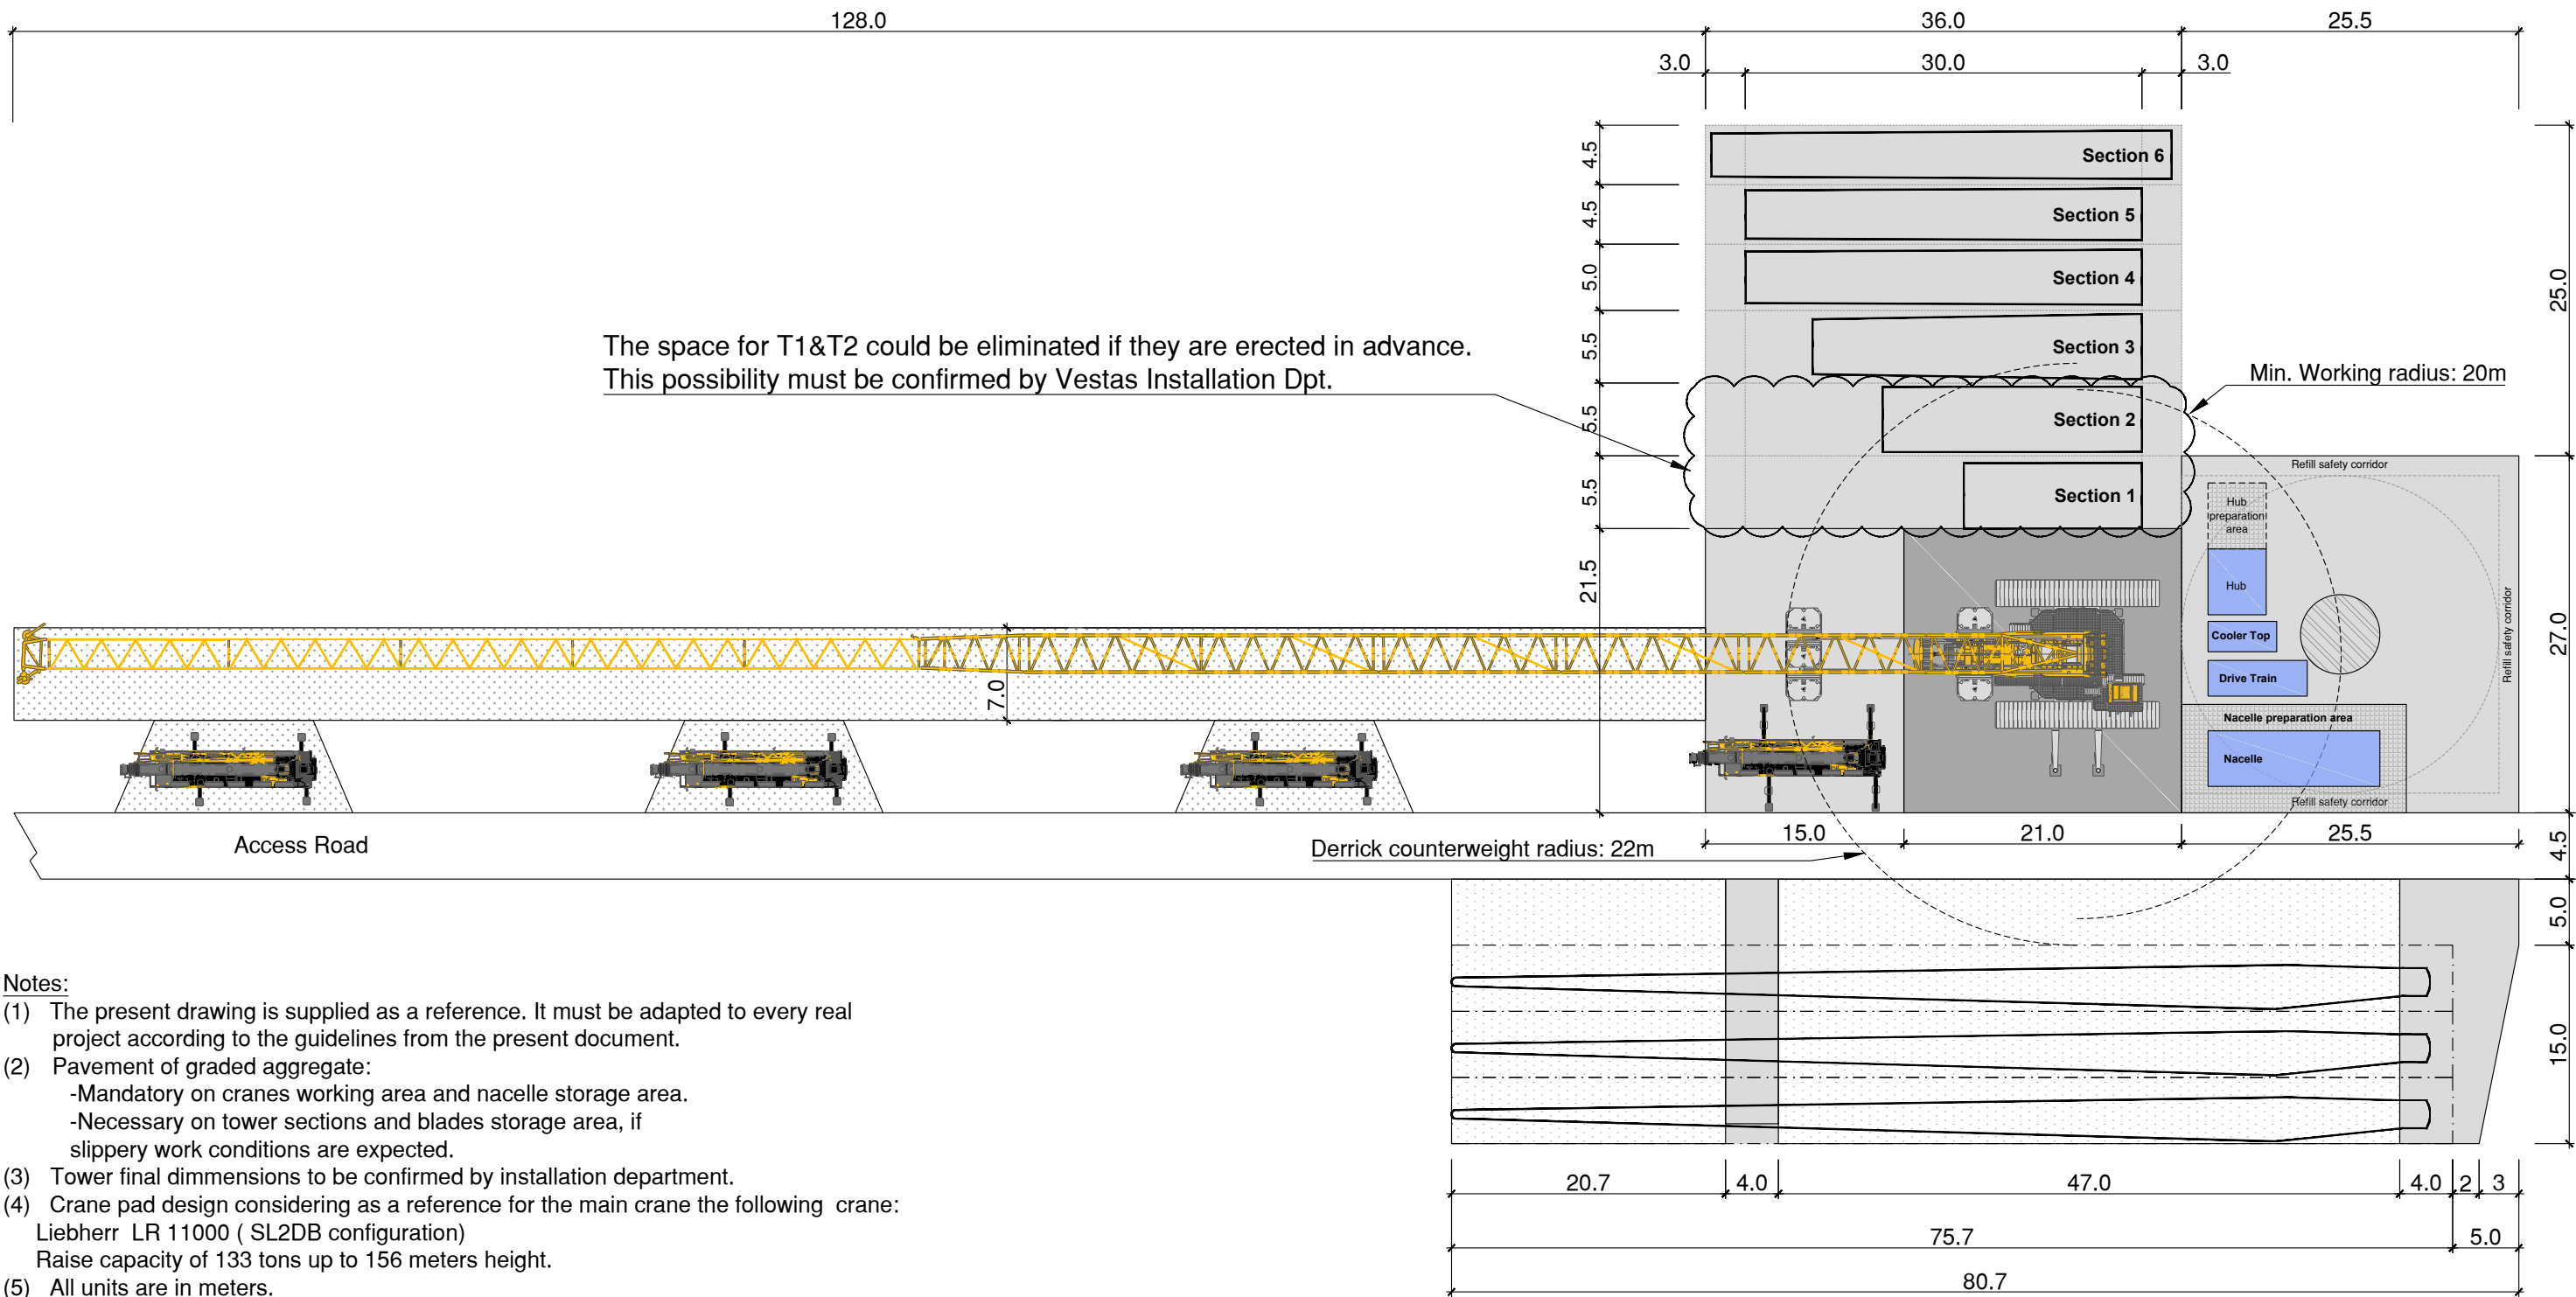 128.0
36.0
25.5
3.0
30.0
3.0
4.5
4.5
5.0
5.5
5.5
5.5
21.5
Section 6
Section 5
Section 4
Section 3
Section 2
Section 1
25.0
27.0
The space for T1&T2 could be eliminated if they are erected in advance.
This possibility must be confirmed by Vestas Installation Dpt.
Min. Working radius: 20m
Refill safety corridor
Hub
preparation
area
Hub
Cooler Top
Drive Train
Nacelle preparation area
Nacelle
Refill safety corridor
Refill safety corridor
7.0
Access Road
Derrick counterweight radius: 22m
15.0
21.0
25.5
4.5
5.0
15.0
Notes:
(1) The present drawing is supplied as a reference. It must be adapted to every real
project according to the guidelines from the present document.
(2) Pavement of graded aggregate:
-Mandatory on cranes working area and nacelle storage area.
-Necessary on tower sections and blades storage area, if
slippery work conditions are expected.
(3) Tower final dimmensions to be confirmed by installation department.
(4) Crane pad design considering as a reference for the main crane the following crane:
Liebherr LR 11000 ( SL2DB configuration)
Raise capacity of 133 tons up to 156 meters height.
(5) All units are in meters.
20.7
4.0
47.0
4.0
2
3
75.7
5.0
80.7